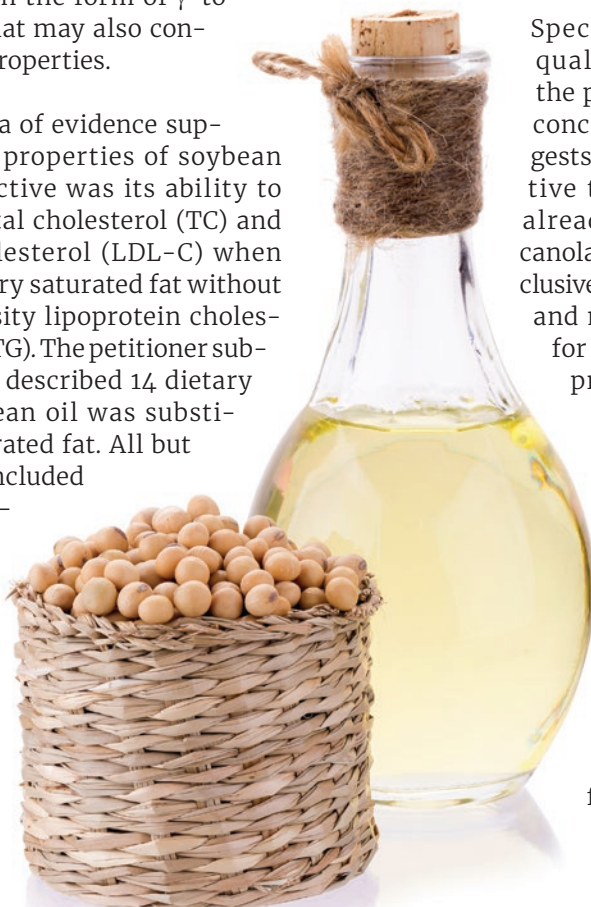 n the form of γ-to-
hat may also con-
roperties.
a of evidence sup-
properties of soybean
ctive was its ability to
tal cholesterol (TC) and
lesterol (LDL-C) when
ry saturated fat without
sity lipoprotein choles-
TG). The petitioner sub-
described 14 dietary
ean oil was substi-
rated fat. All but
ncluded
-
Spec
qual
the p
conc
gests
tive t
alrea
canola
clusive
and
for
pr
f